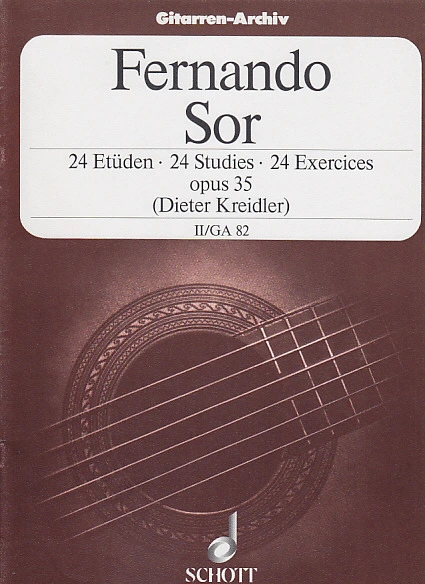 Gitarren-Archiv
Fernando
Sor
24 Etüden · 24 Studies · 24 Exercices
opus 35
(Dieter Kreidler)
II/GA 82
SCHOTT